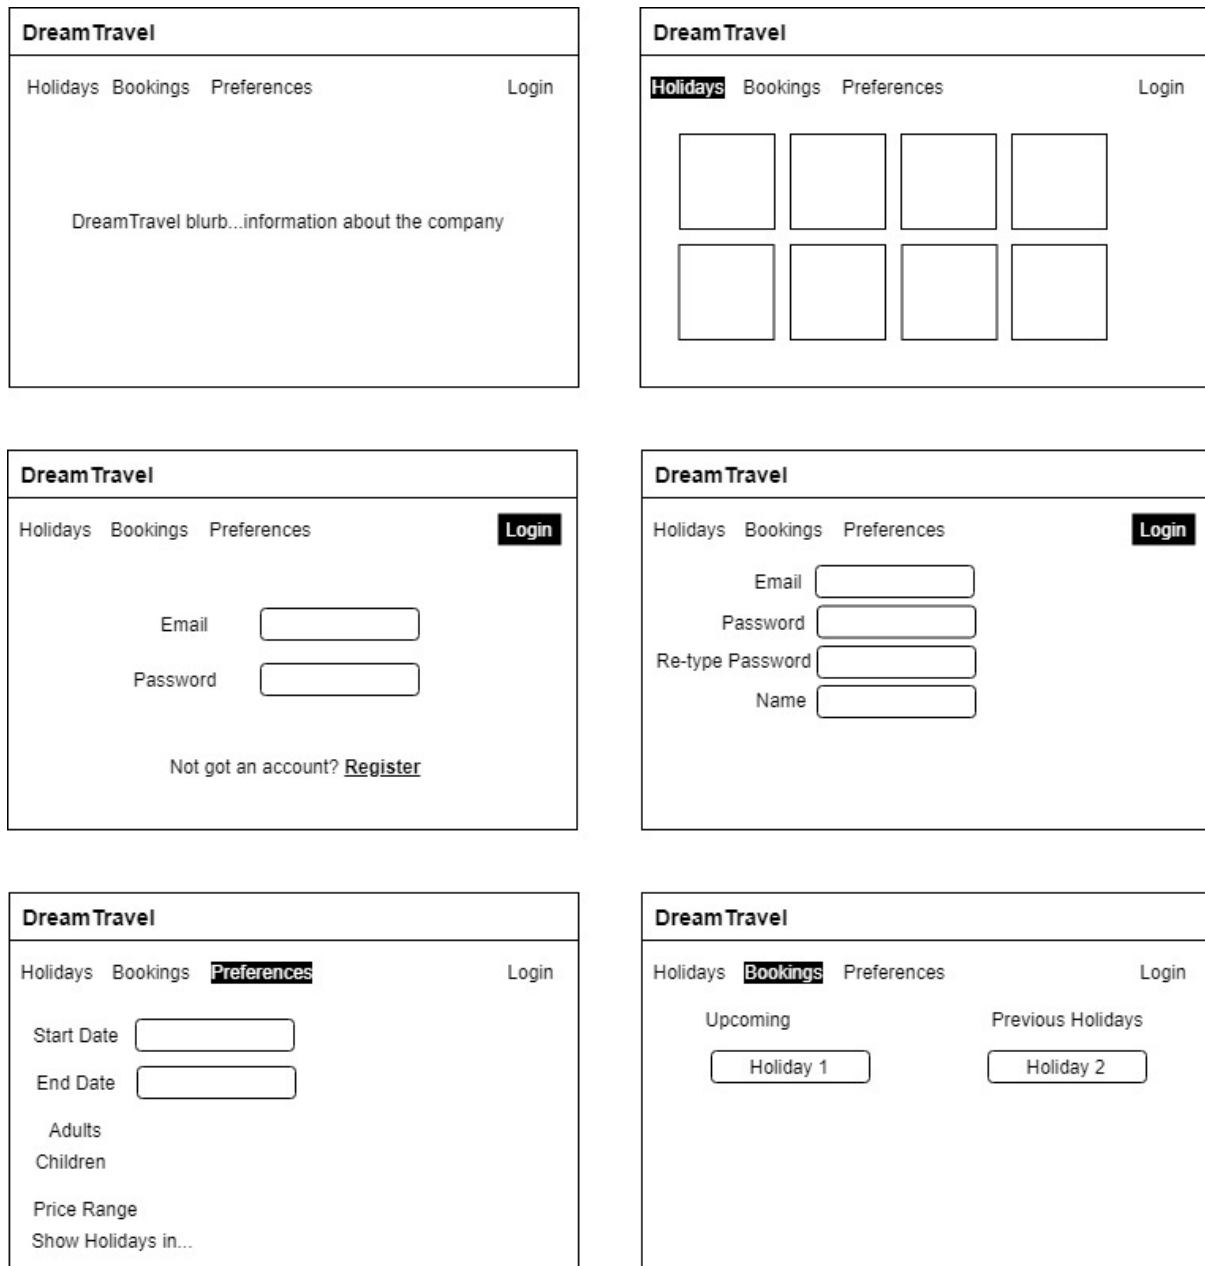 DreamTravel
Holidays Bookings Preferences Login
DreamTravel blurb...information about the company
DreamTravel
Holidays Bookings Preferences Login
DreamTravel
Holidays Bookings Preferences Login
Email
Password
Not got an account? Register
DreamTravel
Holidays Bookings Preferences Login
Email
Password
Re-type Password
Name
DreamTravel
Holidays Bookings Preferences Login
Start Date
End Date
Adults
Children
Price Range
Show Holidays in...
DreamTravel
Holidays Bookings Preferences Login
Upcoming Previous Holidays
Holiday 1 Holiday 2